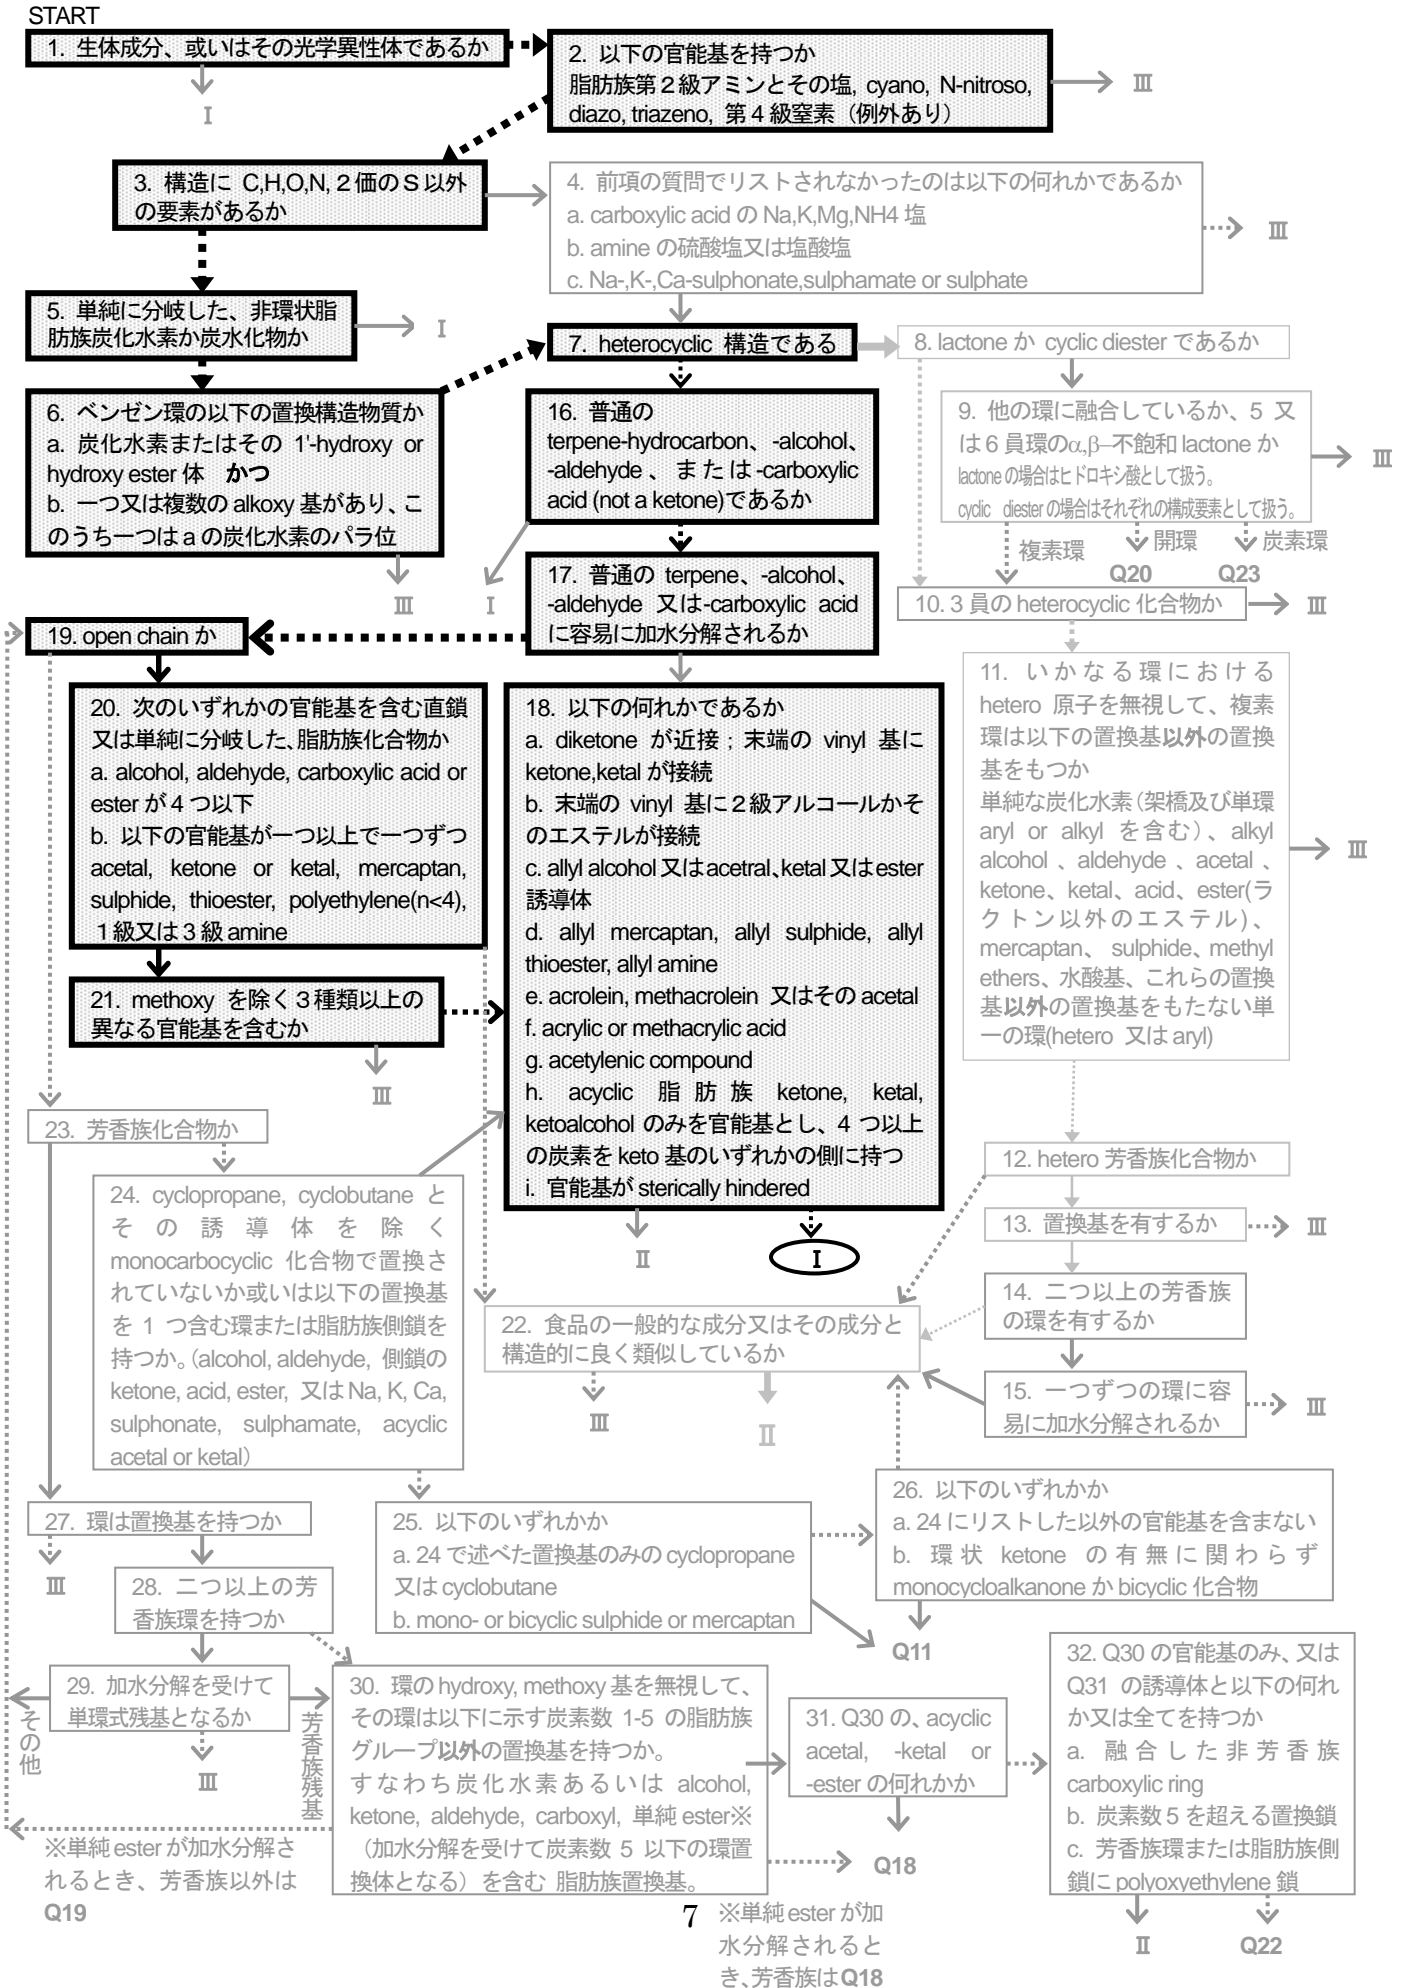 START
1. 生体成分、或いはその光学異性体であるか
I
2. 以下の官能基を持つか
脂肪族第２級アミンとその塩, cyano, N-nitroso,
diazo, triazeno, 第４級窒素（例外あり）
III
3. 構造に C,H,O,N,２価のＳ以外
の要素があるか
4. 前項の質問でリストされなかったのは以下の何れかであるか
a. carboxylic acid の Na,K,Mg,NH4 塩
b. amine の硫酸塩又は塩酸塩
c. Na-,K-,Ca-sulphonate,sulphamate or sulphate
III
5. 単純に分岐した、非環状脂
肪族炭化水素か炭水化物か
I
6. ベンゼン環の以下の置換構造物質か
a. 炭化水素またはその 1'-hydroxy or
hydroxy ester 体 かつ
b. 一つ又は複数の alkoxy 基があり、こ
のうち一つはａの炭化水素のパラ位
III
7. heterocyclic 構造である
8. lactone か cyclic diester であるか
9. 他の環に融合しているか、５又
は６員環のα,β–不飽和 lactone か
lactone の場合はヒドロキシ酸として扱う。
cyclic diester の場合はそれぞれの構成要素として扱う。
III
複素環
開環
炭素環
Q20
Q23
10.３員の heterocyclic 化合物か
III
16. 普通の
terpene-hydrocarbon、-alcohol、
-aldehyde 、または-carboxylic
acid (not a ketone)であるか
I
17. 普通の terpene、-alcohol、
-aldehyde 又は-carboxylic acid
に容易に加水分解されるか
19. open chain か
20. 次のいずれかの官能基を含む直鎖
又は単純に分岐した、脂肪族化合物か
a. alcohol, aldehyde, carboxylic acid or
ester が４つ以下
b. 以下の官能基が一つ以上で一つずつ
acetal, ketone or ketal, mercaptan,
sulphide, thioester, polyethylene(n<4),
１級又は３級 amine
21. methoxy を除く３種類以上の
異なる官能基を含むか
III
18. 以下の何れかであるか
a. diketone が近接；末端の vinyl 基に
ketone,ketal が接続
b. 末端の vinyl 基に２級アルコールかそ
のエステルが接続
c. allyl alcohol 又は acetral、ketal 又は ester
誘導体
d. allyl mercaptan, allyl sulphide, allyl
thioester, allyl amine
e. acrolein, methacrolein 又はその acetal
f. acrylic or methacrylic acid
g. acetylenic compound
h. acyclic 脂肪族 ketone, ketal,
ketoalcohol のみを官能基とし、４つ以上
の炭素を keto 基のいずれかの側に持つ
i. 官能基が sterically hindered
II
I
11. いかなる環における
hetero 原子を無視して、複素
環は以下の置換基以外の置換
基をもつか
単純な炭化水素（架橋及び単環
aryl or alkyl を含む）、alkyl
alcohol 、aldehyde 、acetal 、
ketone、ketal、acid、ester(ラ
クトン以外のエステル)、
mercaptan、 sulphide、methyl
ethers、水酸基、これらの置換
基以外の置換基をもたない単
一の環(hetero 又は aryl)
III
12. hetero 芳香族化合物か
13. 置換基を有するか
III
14. 二つ以上の芳香族
の環を有するか
15. 一つずつの環に容
易に加水分解されるか
III
22. 食品の一般的な成分又はその成分と
構造的に良く類似しているか
III
II
23. 芳香族化合物か
24. cyclopropane, cyclobutane と
その誘導体を除く
monocarbocyclic 化合物で置換さ
れていないか或いは以下の置換基
を１つ含む環または脂肪族側鎖を
持つか。（alcohol, aldehyde, 側鎖の
ketone, acid, ester, 又は Na, K, Ca,
sulphonate, sulphamate, acyclic
acetal or ketal）
25. 以下のいずれかか
a. 24 で述べた置換基のみの cyclopropane
又は cyclobutane
b. mono- or bicyclic sulphide or mercaptan
26. 以下のいずれかか
a. 24 にリストした以外の官能基を含まない
b. 環状 ketone の有無に関わらず
monocycloalkanone か bicyclic 化合物
Q11
27. 環は置換基を持つか
III
28. 二つ以上の芳
香族環を持つか
29. 加水分解を受けて
単環式残基となるか
その他
芳香族残基
III
30. 環の hydroxy, methoxy 基を無視して、
その環は以下に示す炭素数 1-5 の脂肪族
グループ以外の置換基を持つか。
すなわち炭化水素あるいは alcohol,
ketone, aldehyde, carboxyl, 単純 ester※
（加水分解を受けて炭素数 5 以下の環置
換体となる）を含む 脂肪族置換基。
31. Q30 の、acyclic
acetal, -ketal or
-ester の何れかか
Q18
32. Q30 の官能基のみ、又は
Q31 の誘導体と以下の何れ
か又は全てを持つか
a. 融合した非芳香族
carboxylic ring
b. 炭素数５を超える置換鎖
c. 芳香族環または脂肪族側
鎖に polyoxyethylene 鎖
II
Q22
※単純 ester が加水分解さ
れるとき、芳香族以外は
Q19
※単純 ester が加
水分解されると
き、芳香族は Q18
7